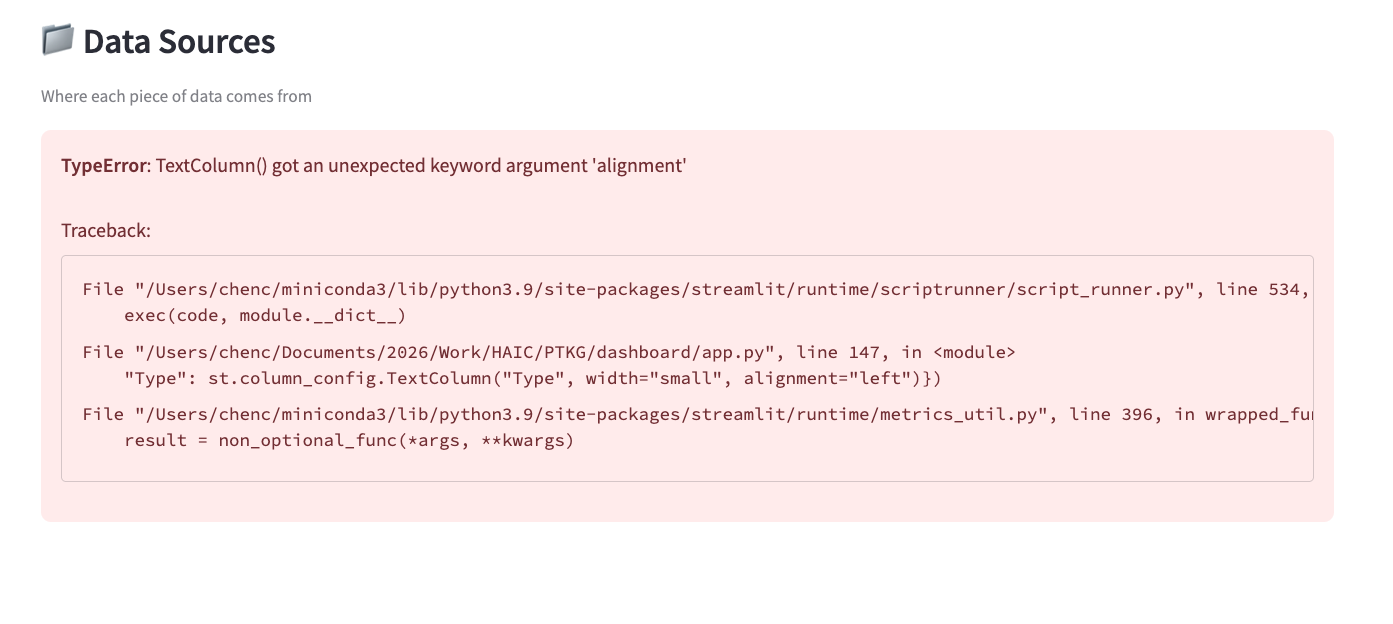 Data Sources
Where each piece of data comes from
TypeError: TextColumn() got an unexpected keyword argument 'alignment'
Traceback:
File "/Users/chenc/miniconda3/lib/python3.9/site-packages/streamlit/runtime/scriptrunner/script_runner.py", line 534,
exec(code, module.__dict__)
File "/Users/chenc/Documents/2026/Work/HAIC/PTKG/dashboard/app.py", line 147, in <module>
"Type": st.column_config.TextColumn("Type", width="small", alignment="left")})
File "/Users/chenc/miniconda3/lib/python3.9/site-packages/streamlit/runtime/metrics_util.py", line 396, in
result = non_optional_func(*args, **kwargs)